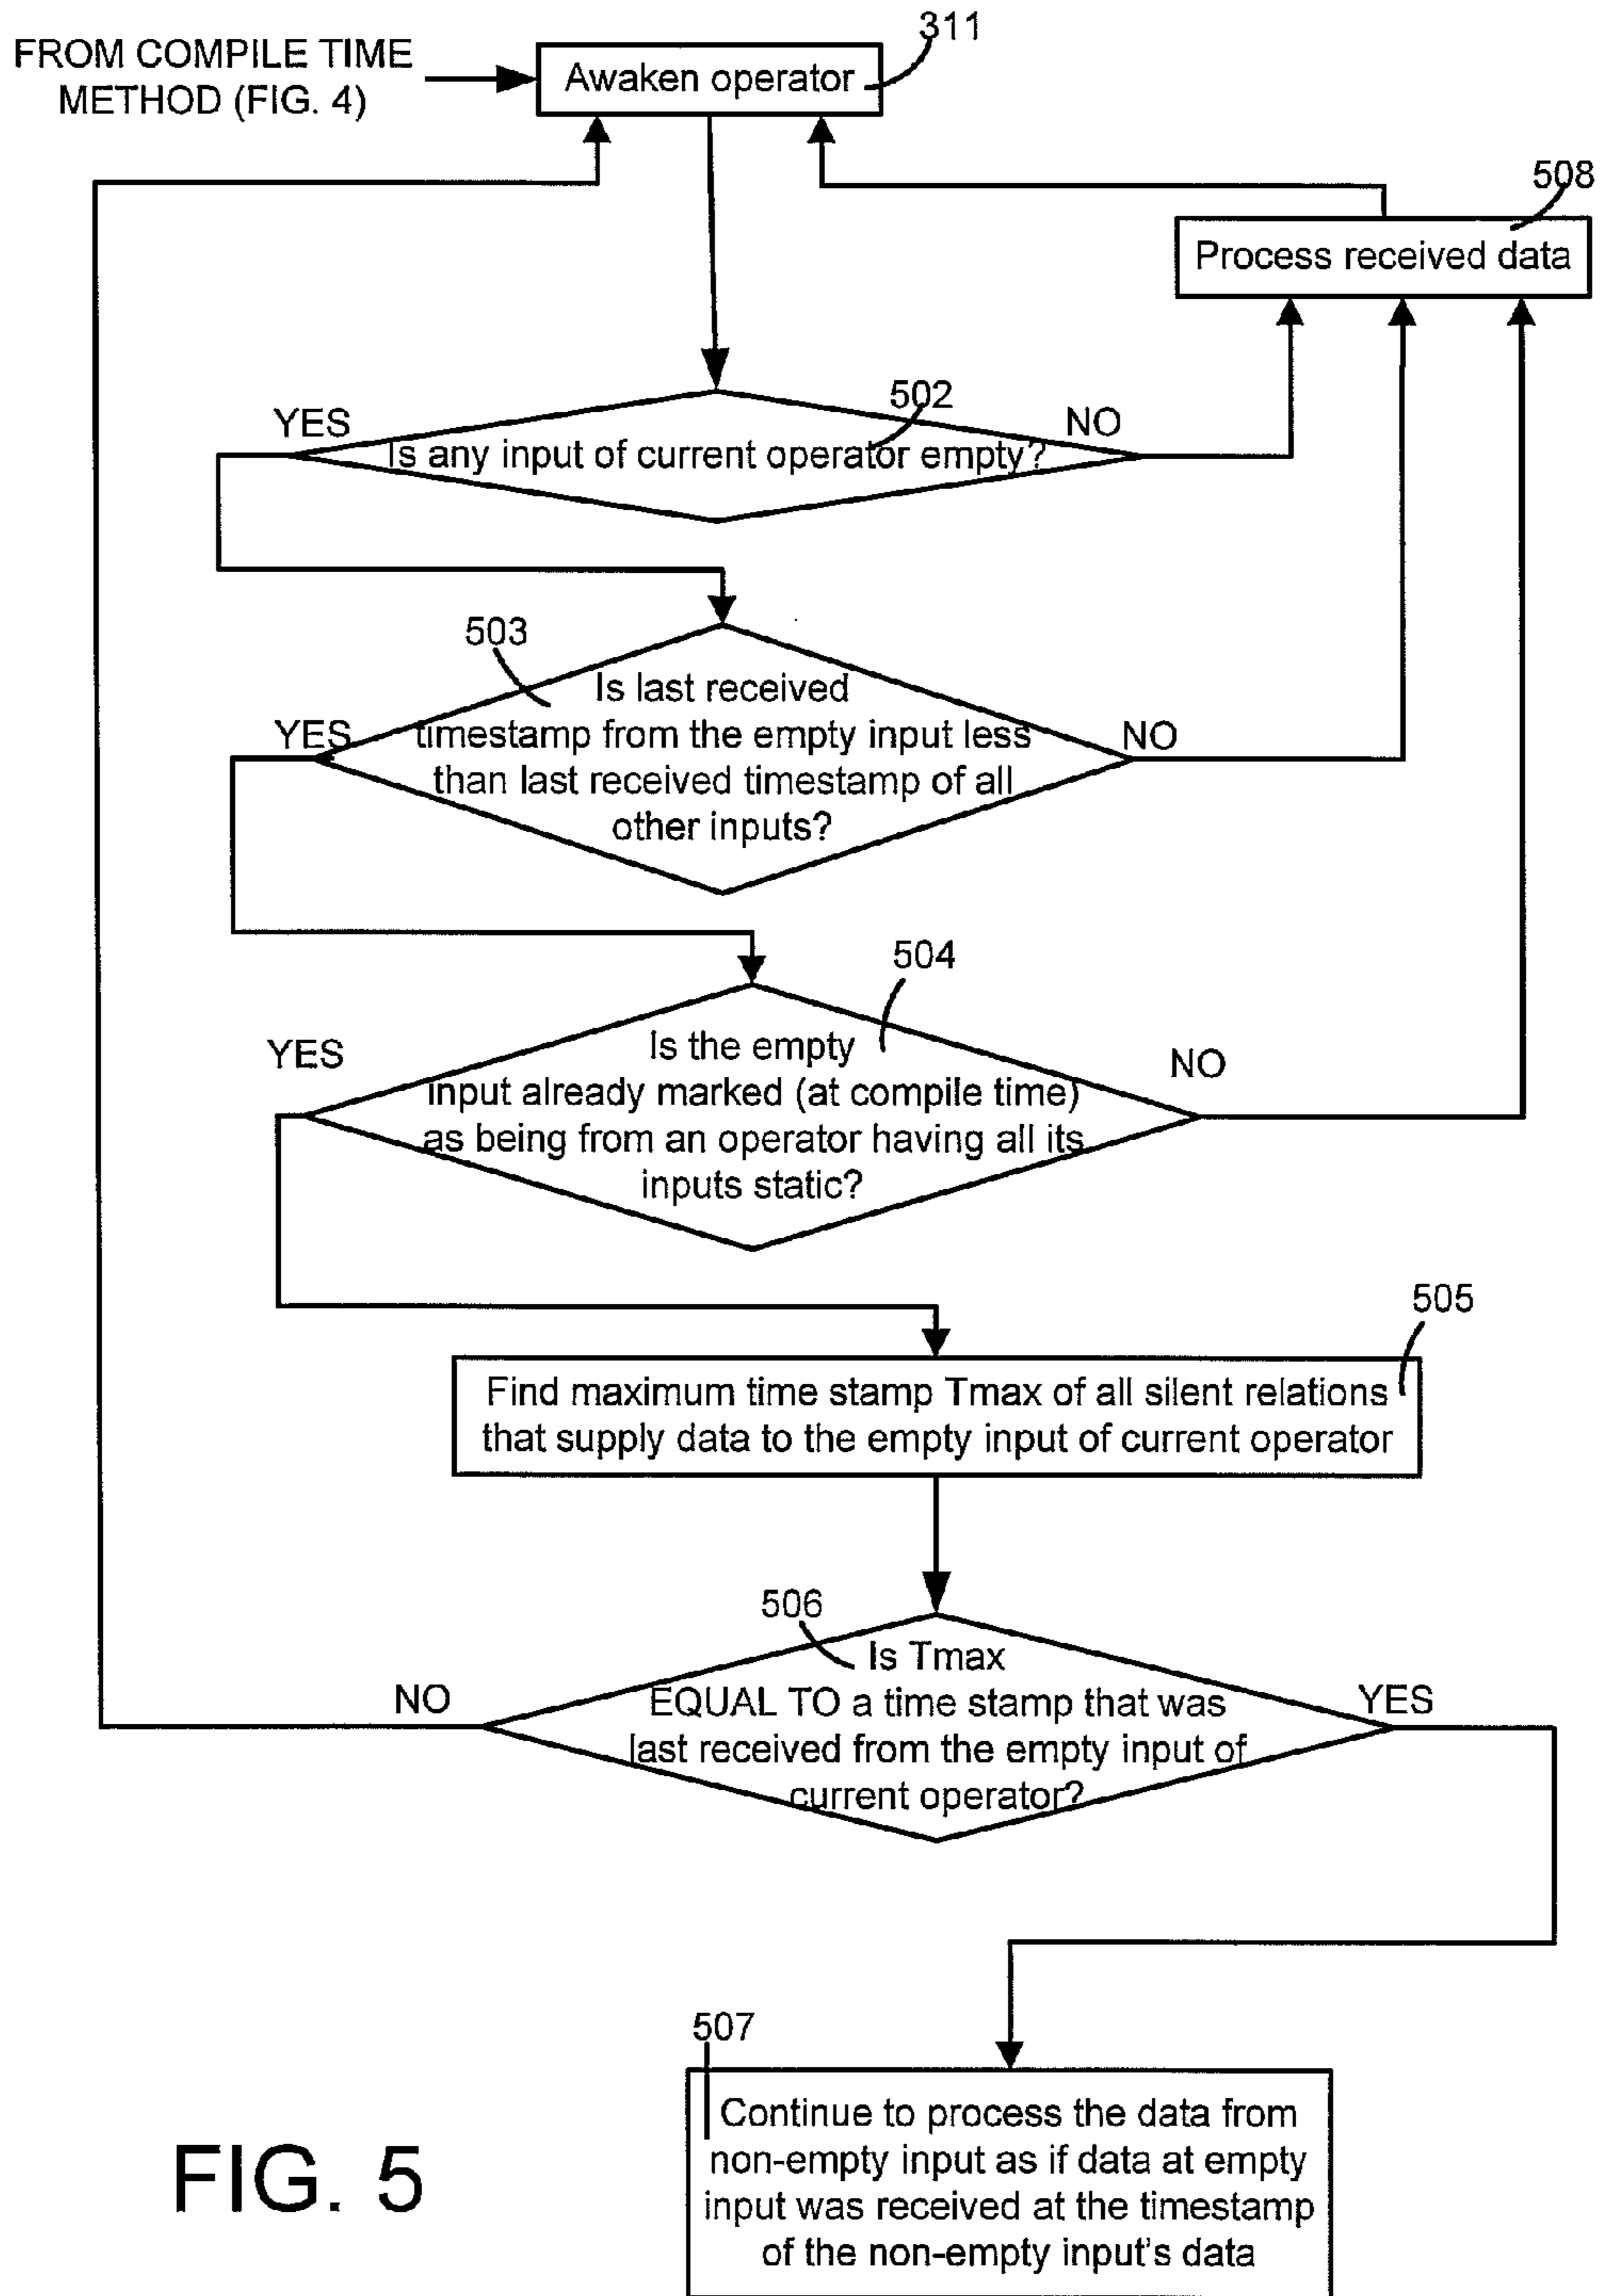 FROM COMPILE TIME
METHOD (FIG. 4)
Awaken operator
311
508
Process received data
502
YES
NO
Is any input of current operator empty?
503
Is last received
timestamp from the empty input less
than last received timestamp of all
other inputs?
YES
NO
504
Is the empty
input already marked (at compile time)
as being from an operator having all its
inputs static?
YES
NO
505
Find maximum time stamp Tmax of all silent relations
that supply data to the empty input of current operator
506
Is Tmax
EQUAL TO a time stamp that was
last received from the empty input of
current operator?
NO
YES
507
Continue to process the data from
non-empty input as if data at empty
input was received at the timestamp
of the non-empty input's data
FIG. 5